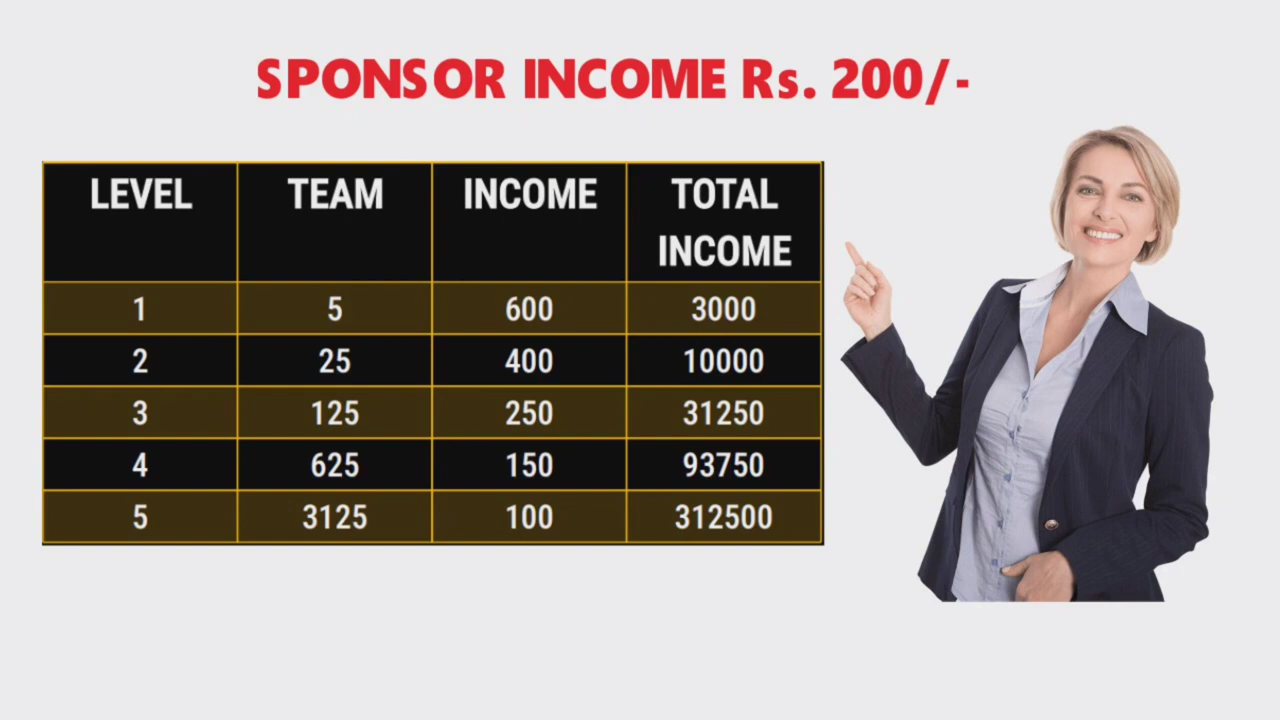 SPONSOR INCOME Rs. 200/-
LEVEL TEAM INCOME TOTAL INCOME
1 5 600 3000
2 25 400 10000
3 125 250 31250
4 625 150 93750
5 3125 100 312500